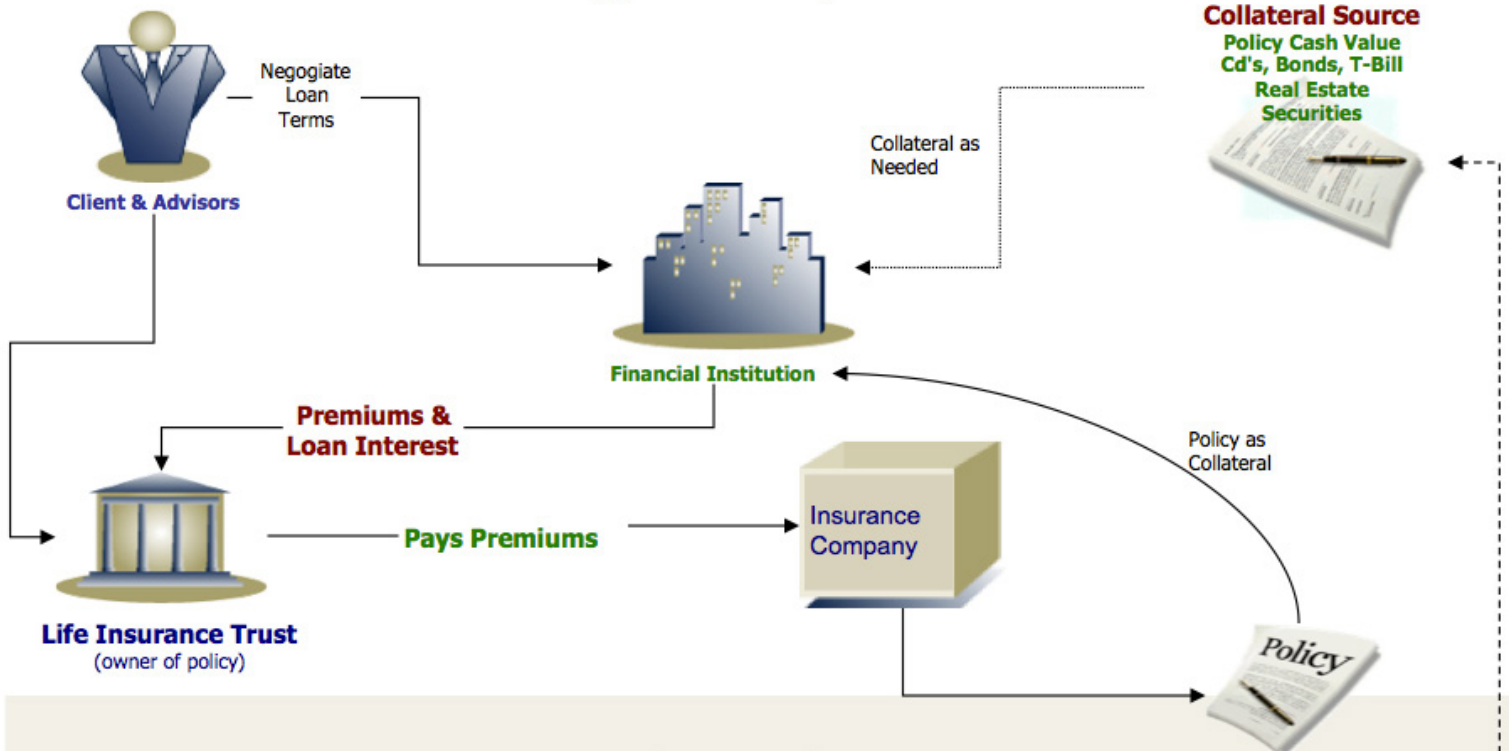 Collateral Source
Policy Cash Value
Cd's, Bonds, T-Bill
Real Estate
Securities
Negogiate
Loan
Terms
Collateral as
Needed
Client & Advisors
Financial Institution
Premiums &
Loan Interest
Policy as
Collateral
Insurance
Company
Pays Premiums
Life Insurance Trust
(owner of policy)
Policy